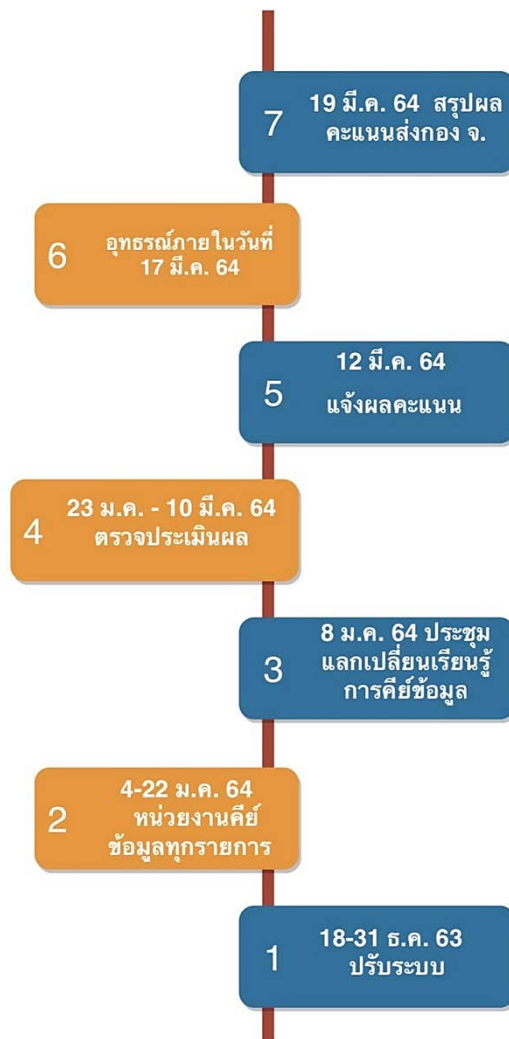 7
19 มี.ค. 64 สรุปผล
คะแนนส่งกอง จ.
6
อุทธรณ์ภายในวันที่
17 มี.ค. 64
5
12 มี.ค. 64
แจ้งผลคะแนน
4
23 ม.ค. - 10 มี.ค. 64
ตรวจประเมินผล
3
8 ม.ค. 64 ประชุม
แลกเปลี่ยนเรียนรู้
การคีย์ข้อมูล
2
4-22 ม.ค. 64
หน่วยงานคีย์
ข้อมูลทุกรายการ
1
18-31 ธ.ค. 63
ปรับระบบ